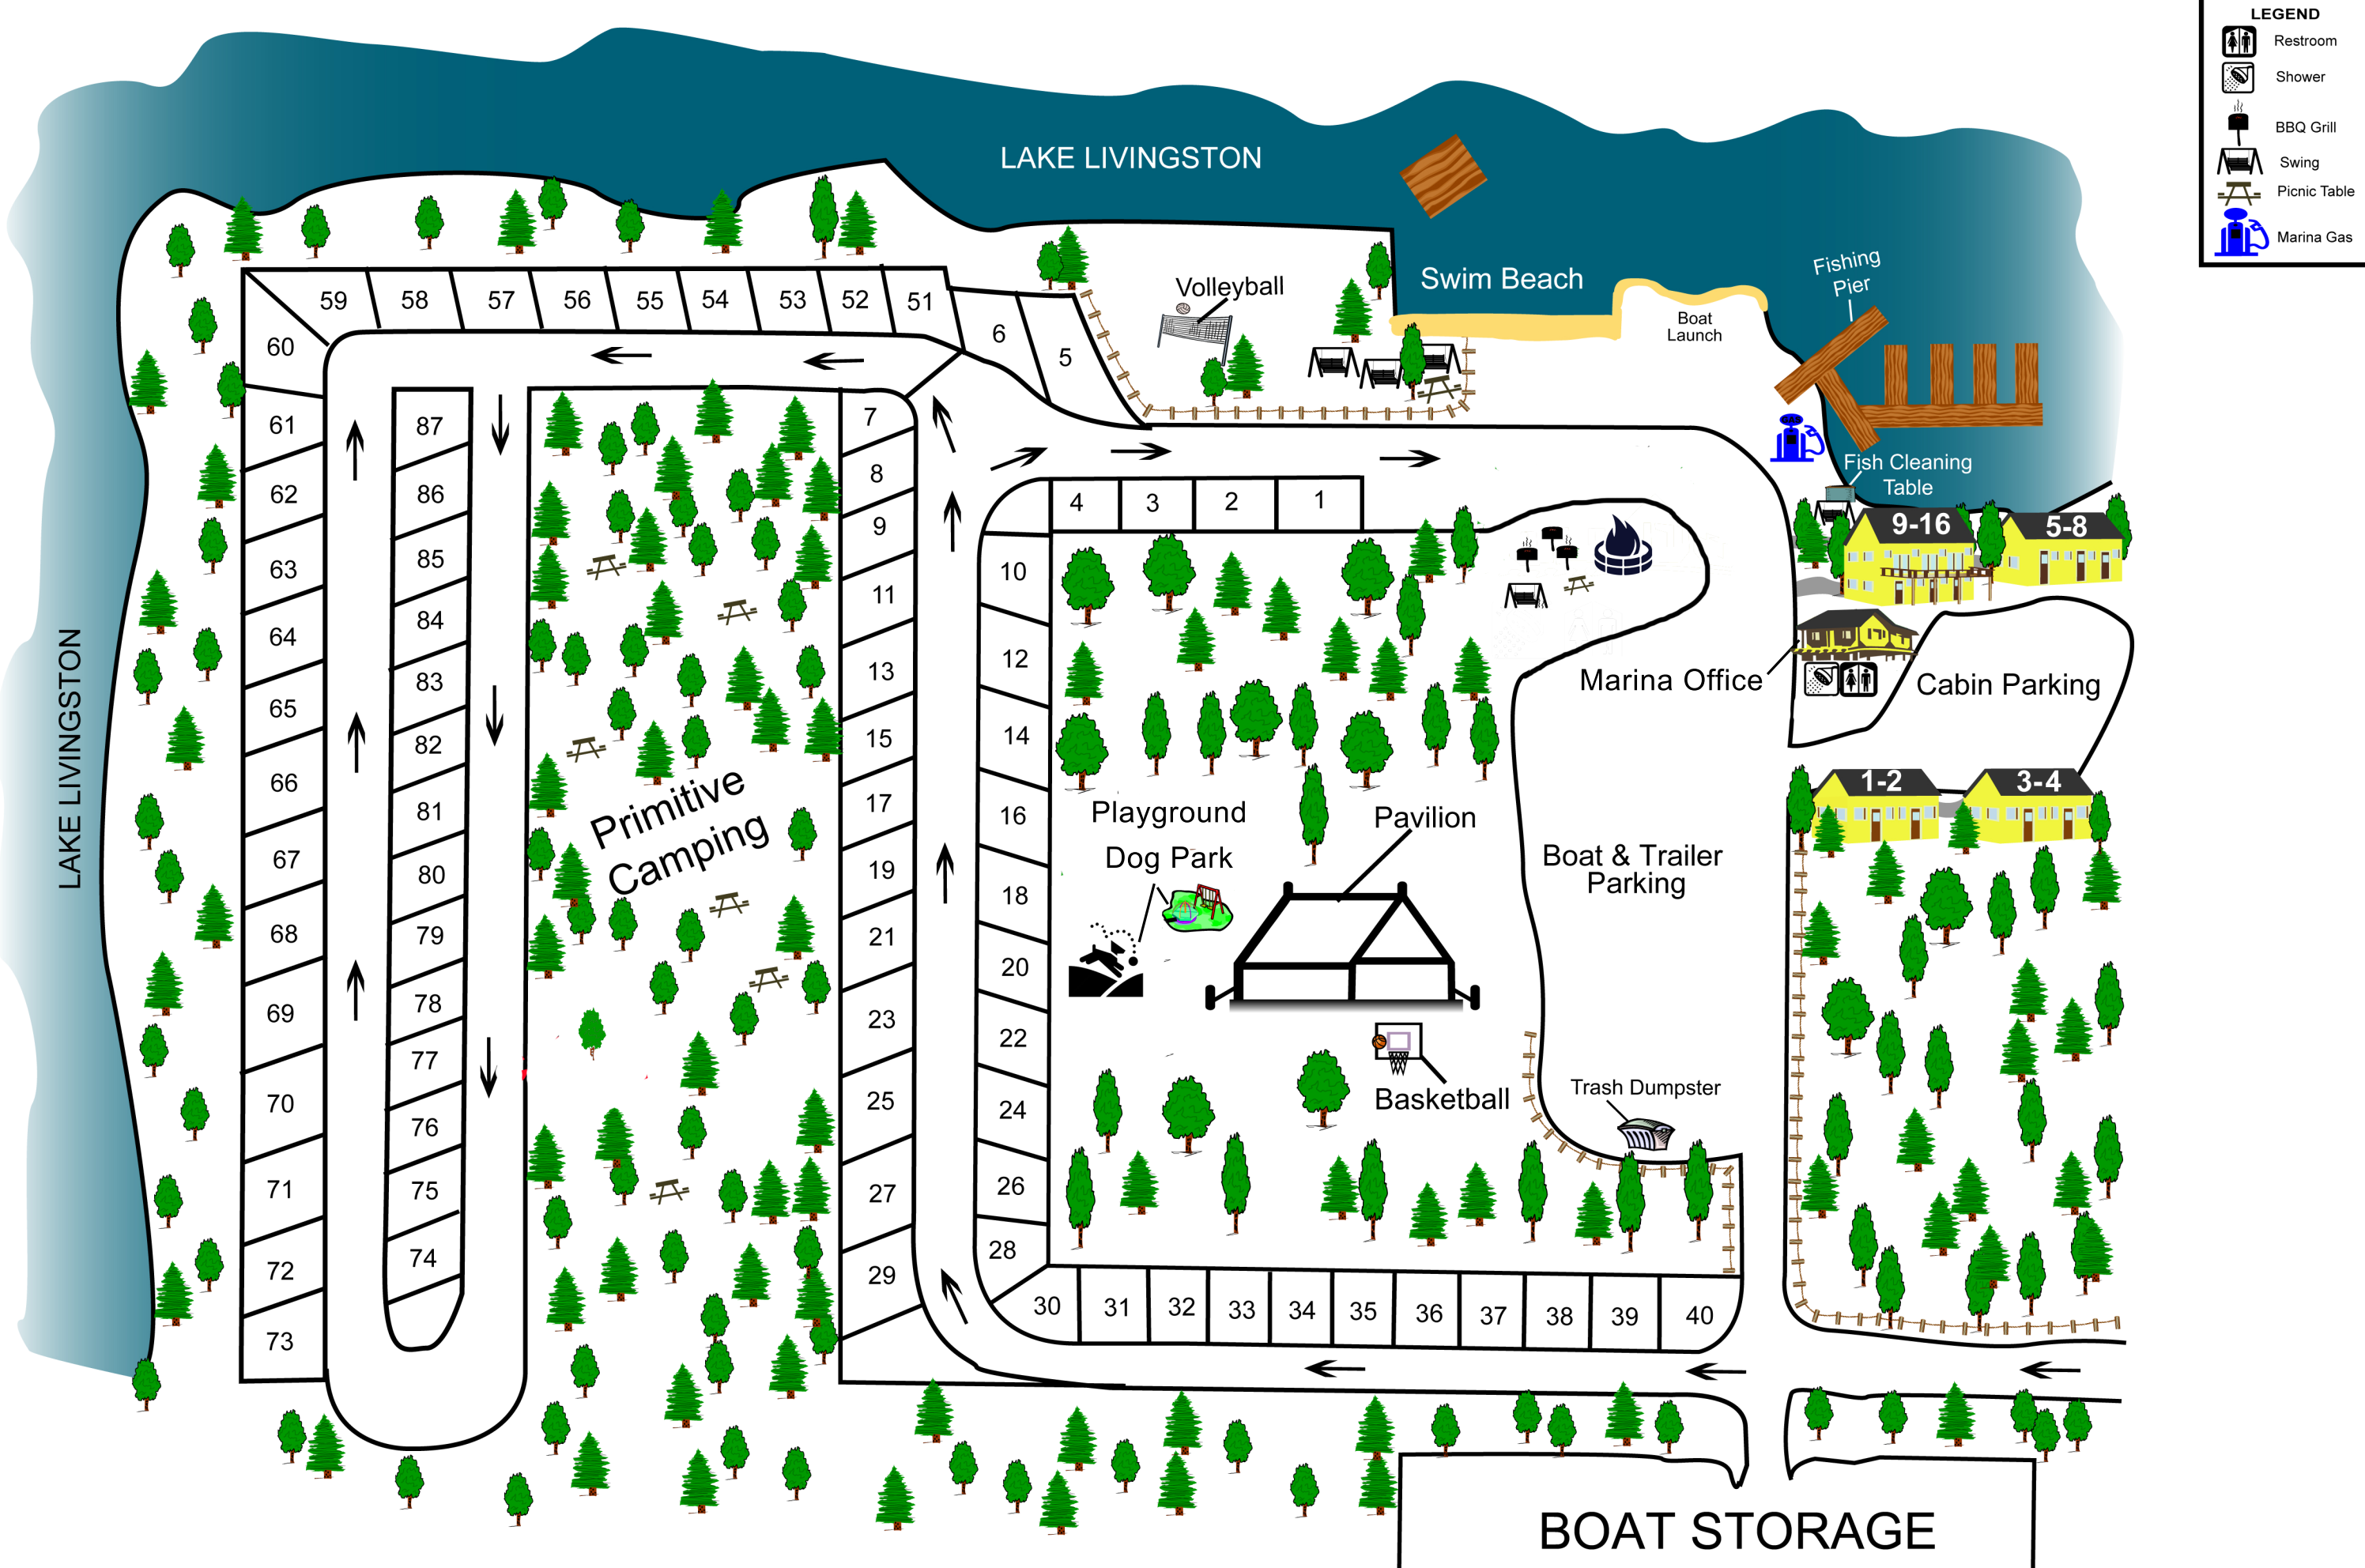 LEGEND
Restroom
Shower
BBQ Grill
Swing
Picnic Table
Marina Gas
LAKE LIVINGSTON
Swim Beach
Fishing
Pier
Volleyball
Boat
Launch
59
58
57
56
55
54
53
52
51
6
5
60
61
62
63
64
65
66
67
68
69
70
71
72
73
87
86
85
84
83
82
81
80
79
78
77
76
75
74
LAKE LIVINGSTON
Primitive
Camping
7
8
9
11
13
15
17
19
21
23
25
27
29
4
3
2
1
10
12
14
16
18
20
22
24
26
28
30
31
32
33
34
35
36
37
38
39
40
Fish Cleaning
Table
9-16
5-8
Marina Office
Cabin Parking
1-2
3-4
Playground
Dog Park
Pavilion
Boat & Trailer
Parking
Basketball
Trash Dumpster
BOAT STORAGE